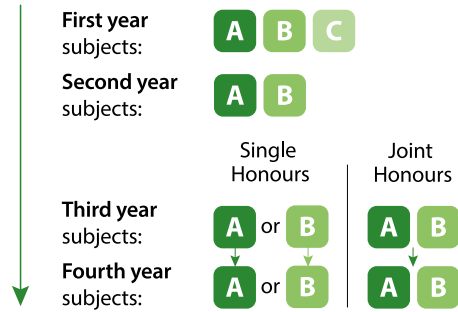 First year
subjects:
A B C
Second year
subjects:
A B
Single
Honours
Joint
Honours
Third year
subjects:
A or B
A B
Fourth year
subjects:
A or B
A B